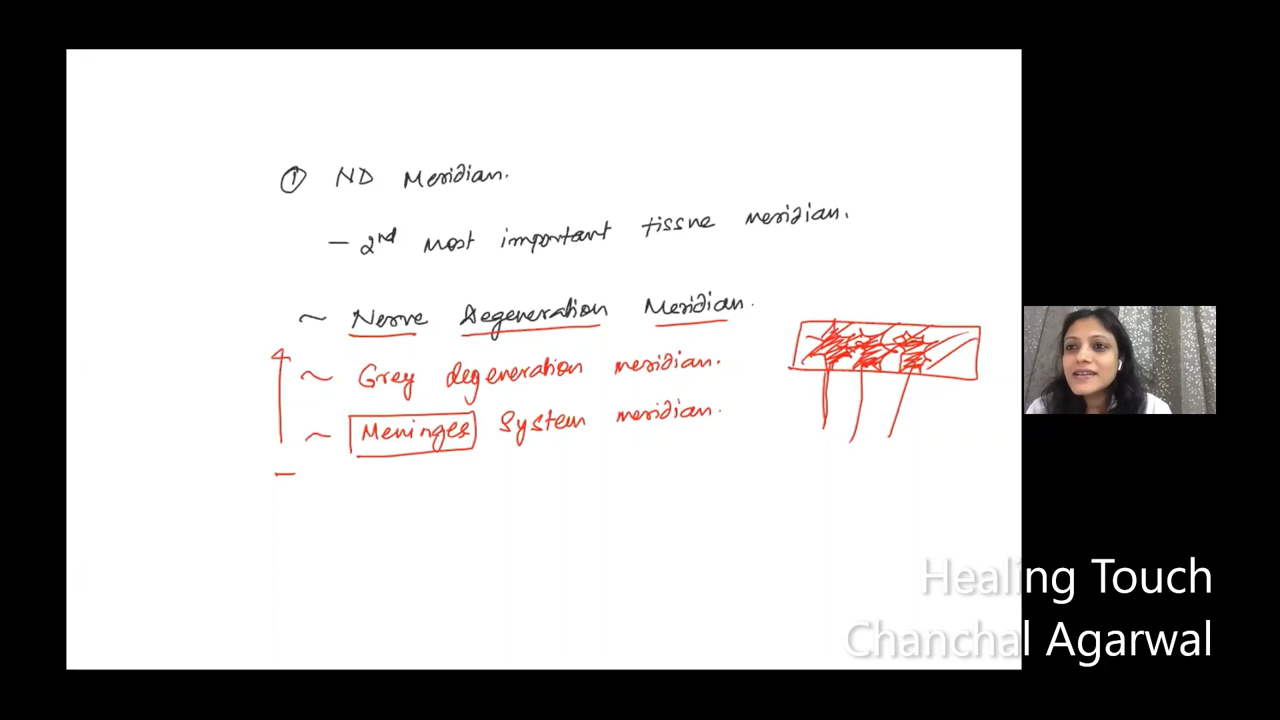 ① ND Meridian.
- 2nd most important tissue meridian.
~ Nerve Degeneration Meridian.
~ Grey degeneration meridian.
~ Meninges System meridian.
Healing Touch
Chanchal Agarwal